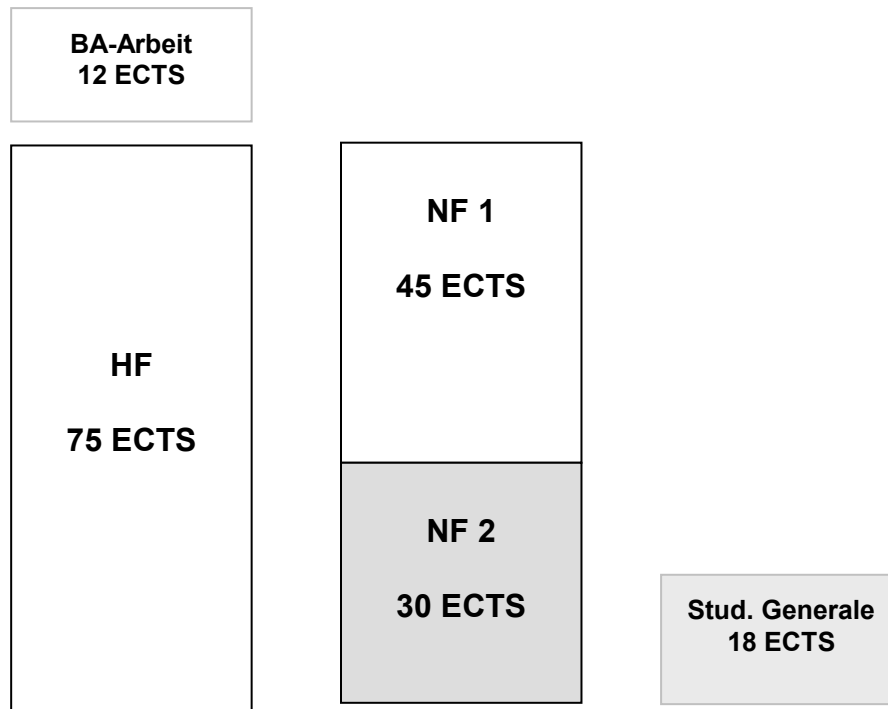 BA-Arbeit
12 ECTS
HF
75 ECTS
NF 1
45 ECTS
NF 2
30 ECTS
Stud. Generale
18 ECTS